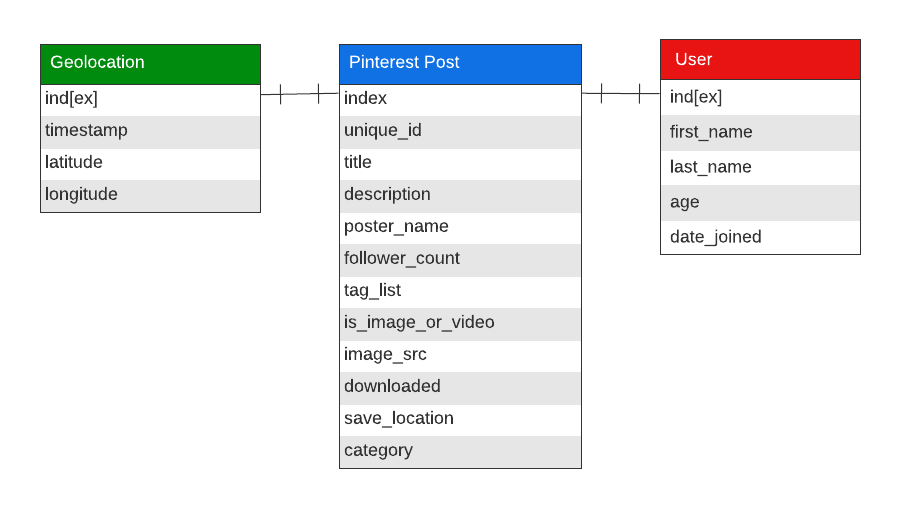 Geolocation
ind[ex]
timestamp
latitude
longitude
Pinterest Post
index
unique_id
title
description
poster_name
follower_count
tag_list
is_image_or_video
image_src
downloaded
save_location
category
User
ind[ex]
first_name
last_name
age
date_joined